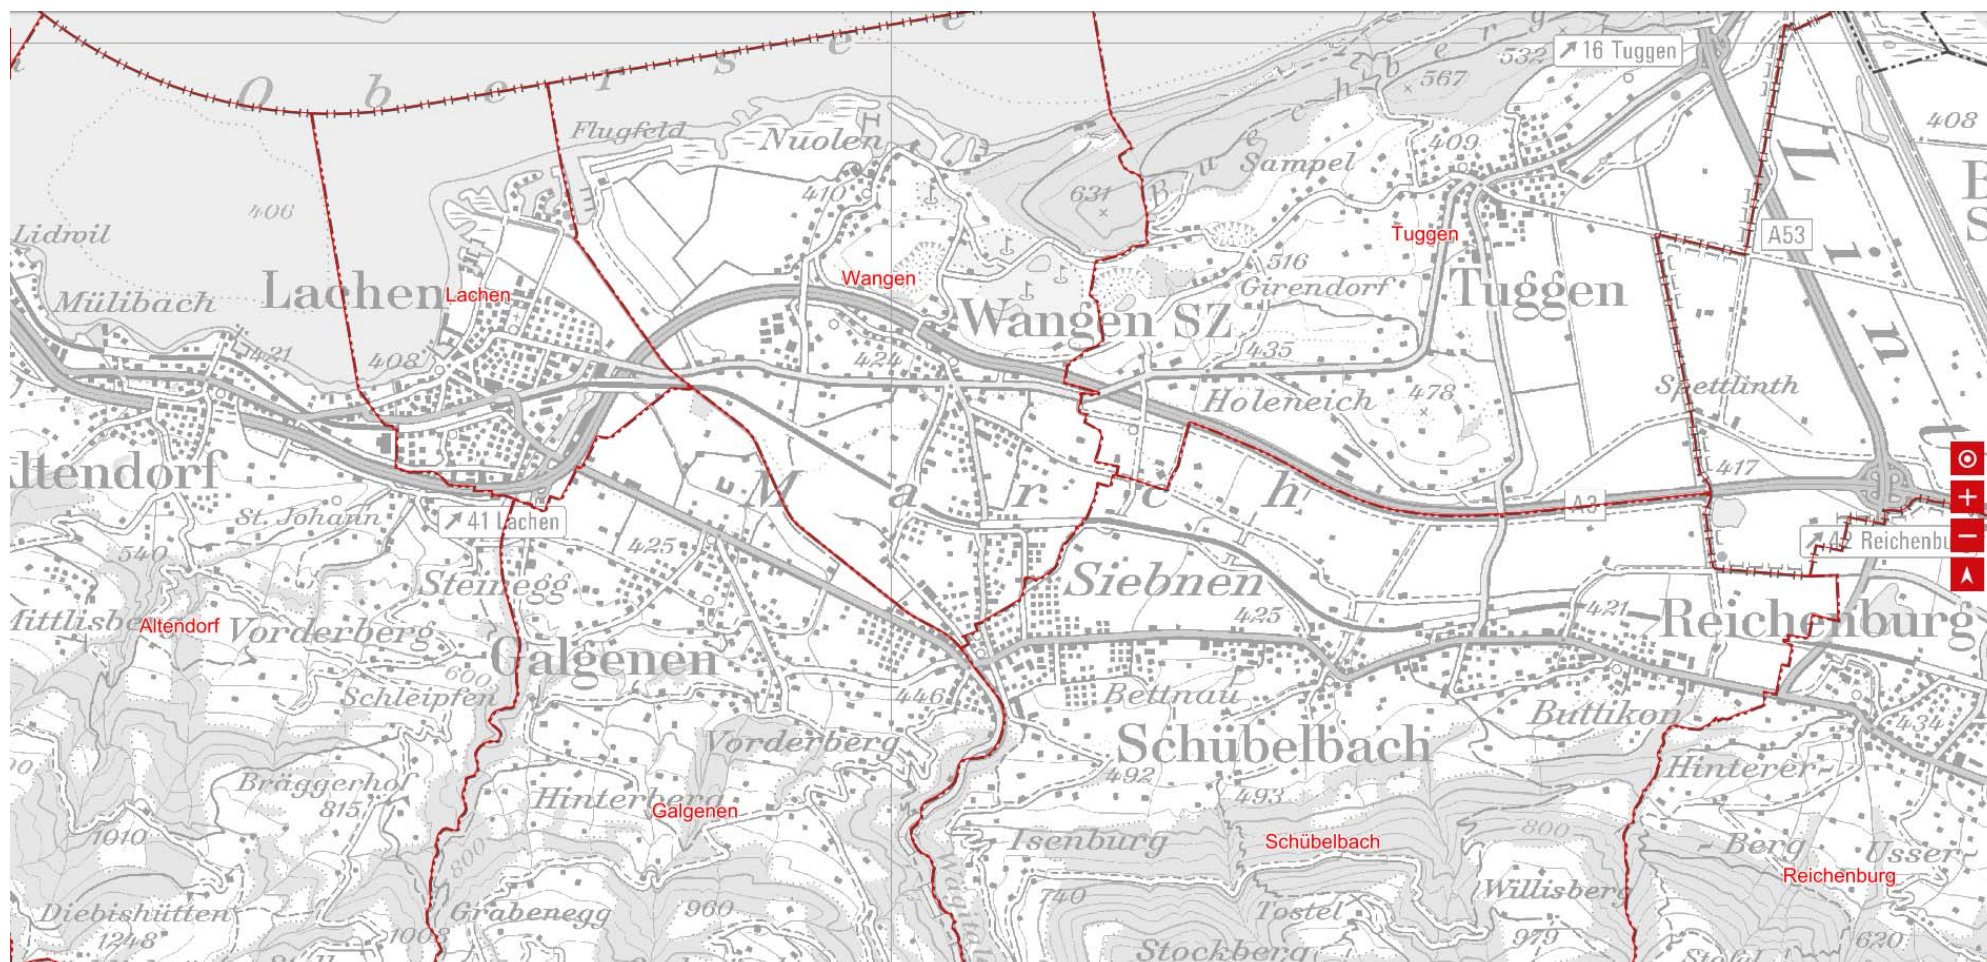 Obersee
16 Tuggen
532
567
Buechberg
408
Flugfeld
Nuolen
409
Sampel
410
631
406
Lidwil
Tuggen
A53
Lachen
Lachen
Wangen
516
Girendorf
Tuggen
Mülibach
Wangen SZ
421
408
424
435
Spettlinth
Holeneich
478
Altendorf
March
417
A3
41 Lachen
St. Johann
42 Reichenbu
540
425
Steinegg
Siebnen
425
421
Mittlisbe
Altendorf
Vorderberg
Reichenburg
Galgenen
600
Schleipfen
446
Bettnau
Buttikon
434
Vorderberg
Schübelbach
492
Hinterer-
Bräggerhof
815
Hinterberg
493
Galgenen
1010
800
Isenburg
Schübelbach
800
Berg
Usser-
Reichenburg
Diebishütten
1248
Grabenegg
1008
960
740
Tostel
Willisberg
979
620
Stockberg